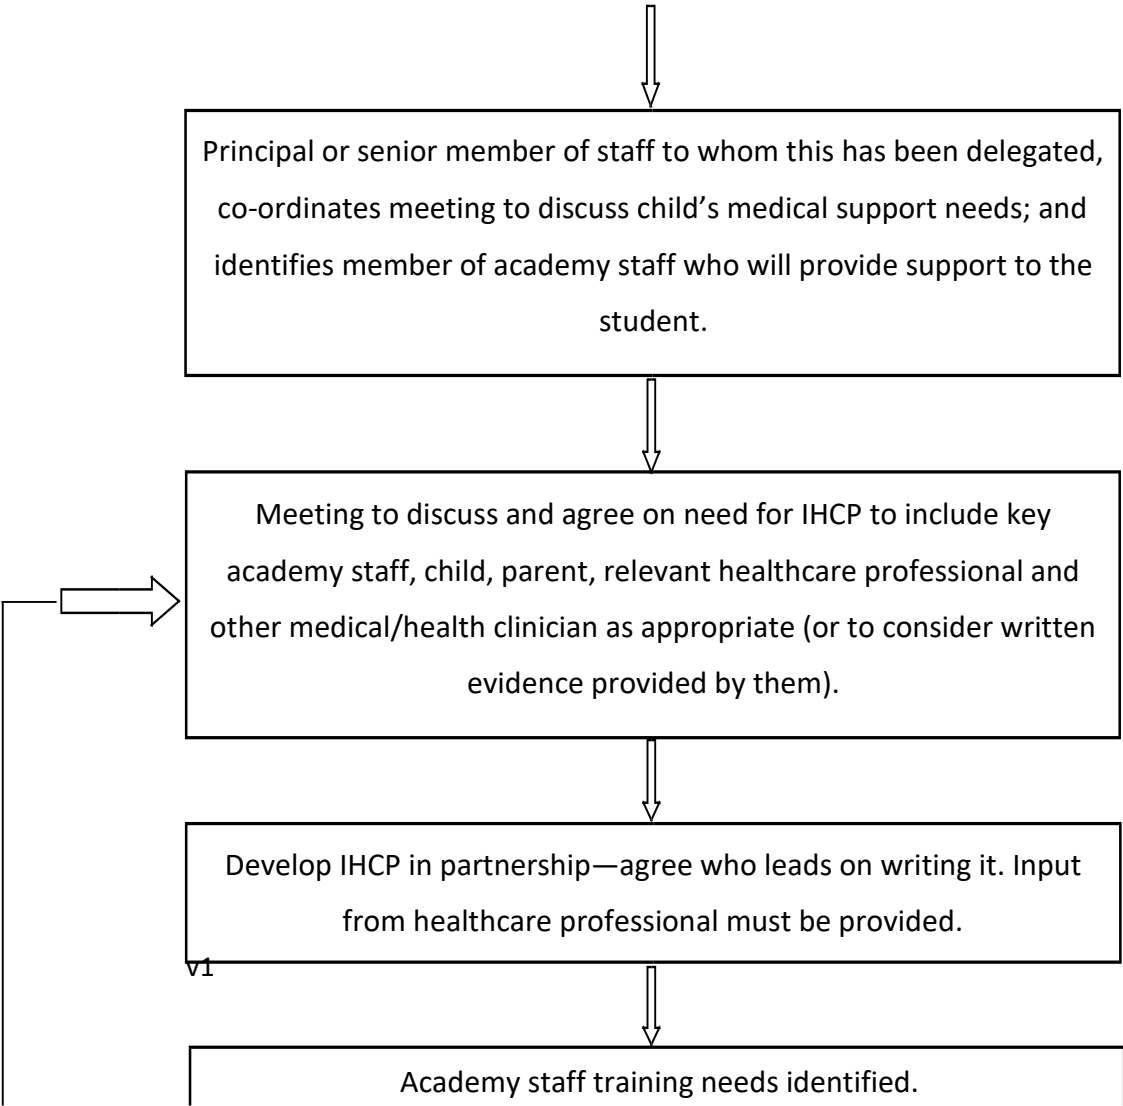 Principal or senior member of staff to whom this has been delegated,
co-ordinates meeting to discuss child’s medical support needs; and
identifies member of academy staff who will provide support to the
student.
Meeting to discuss and agree on need for IHCP to include key
academy staff, child, parent, relevant healthcare professional and
other medical/health clinician as appropriate (or to consider written
evidence provided by them).
Develop IHCP in partnership—agree who leads on writing it. Input
from healthcare professional must be provided.
v1
Academy staff training needs identified.